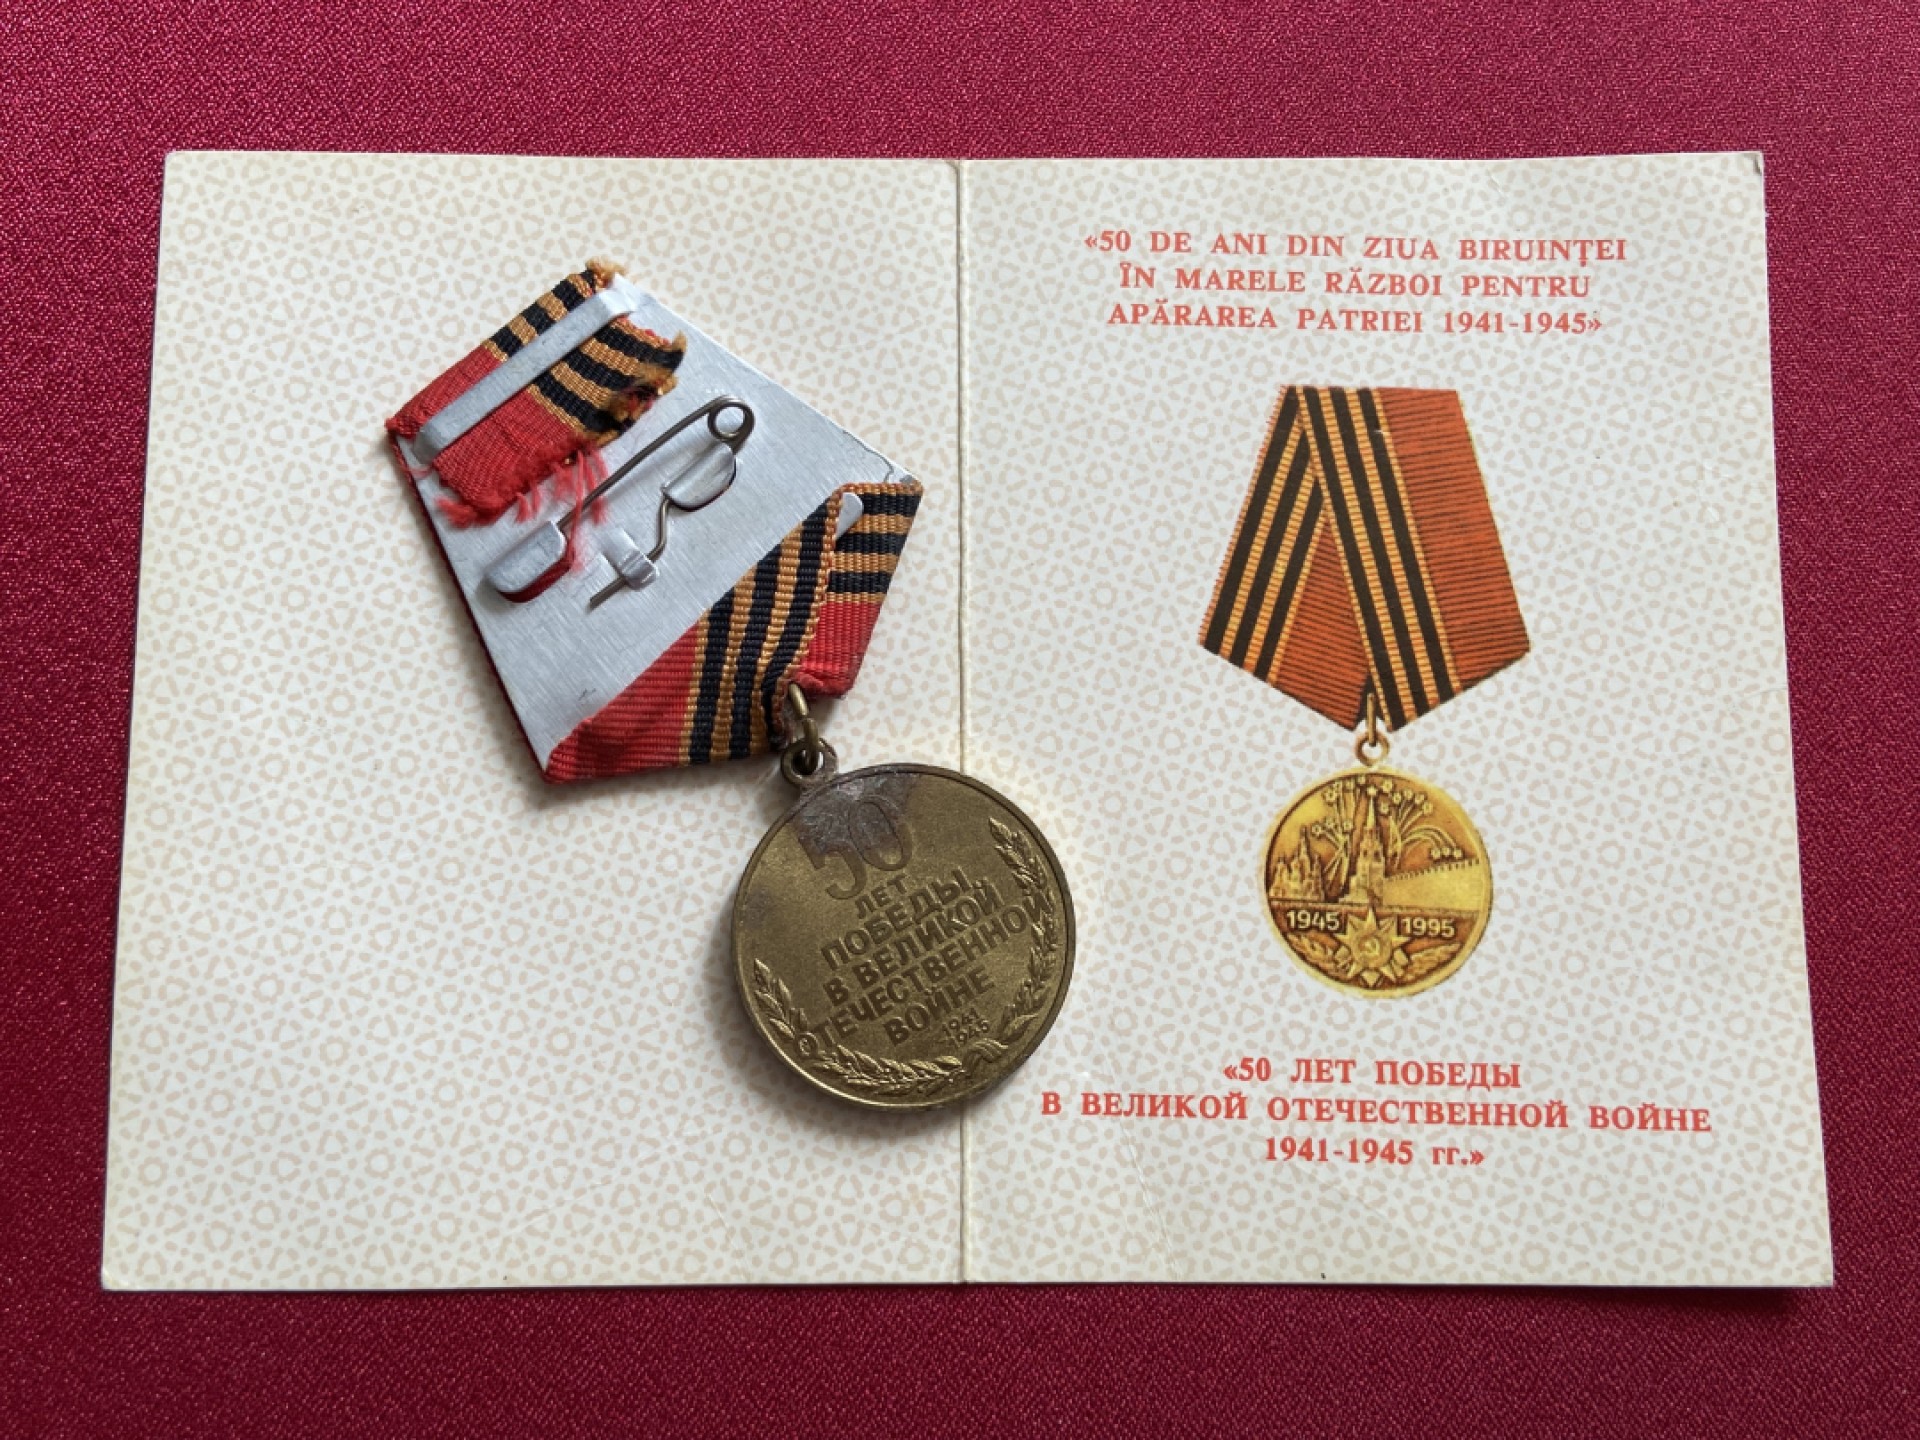 50
ЛЕТ
ПОБЕДЫ
В ВЕЛИКОЙ
ОТЕЧЕСТВЕННОЙ
ВОЙНЕ
1941
1945
«50 DE ANI DIN ZIUA BIRUINȚEI
ÎN MARELE RĂZBOI PENTRU
APĂRAREA PATRIEI 1941-1945»
1945 1995
«50 ЛЕТ ПОБЕДЫ
В ВЕЛИКОЙ ОТЕЧЕСТВЕННОЙ ВОЙНЕ
1941-1945 гг.»